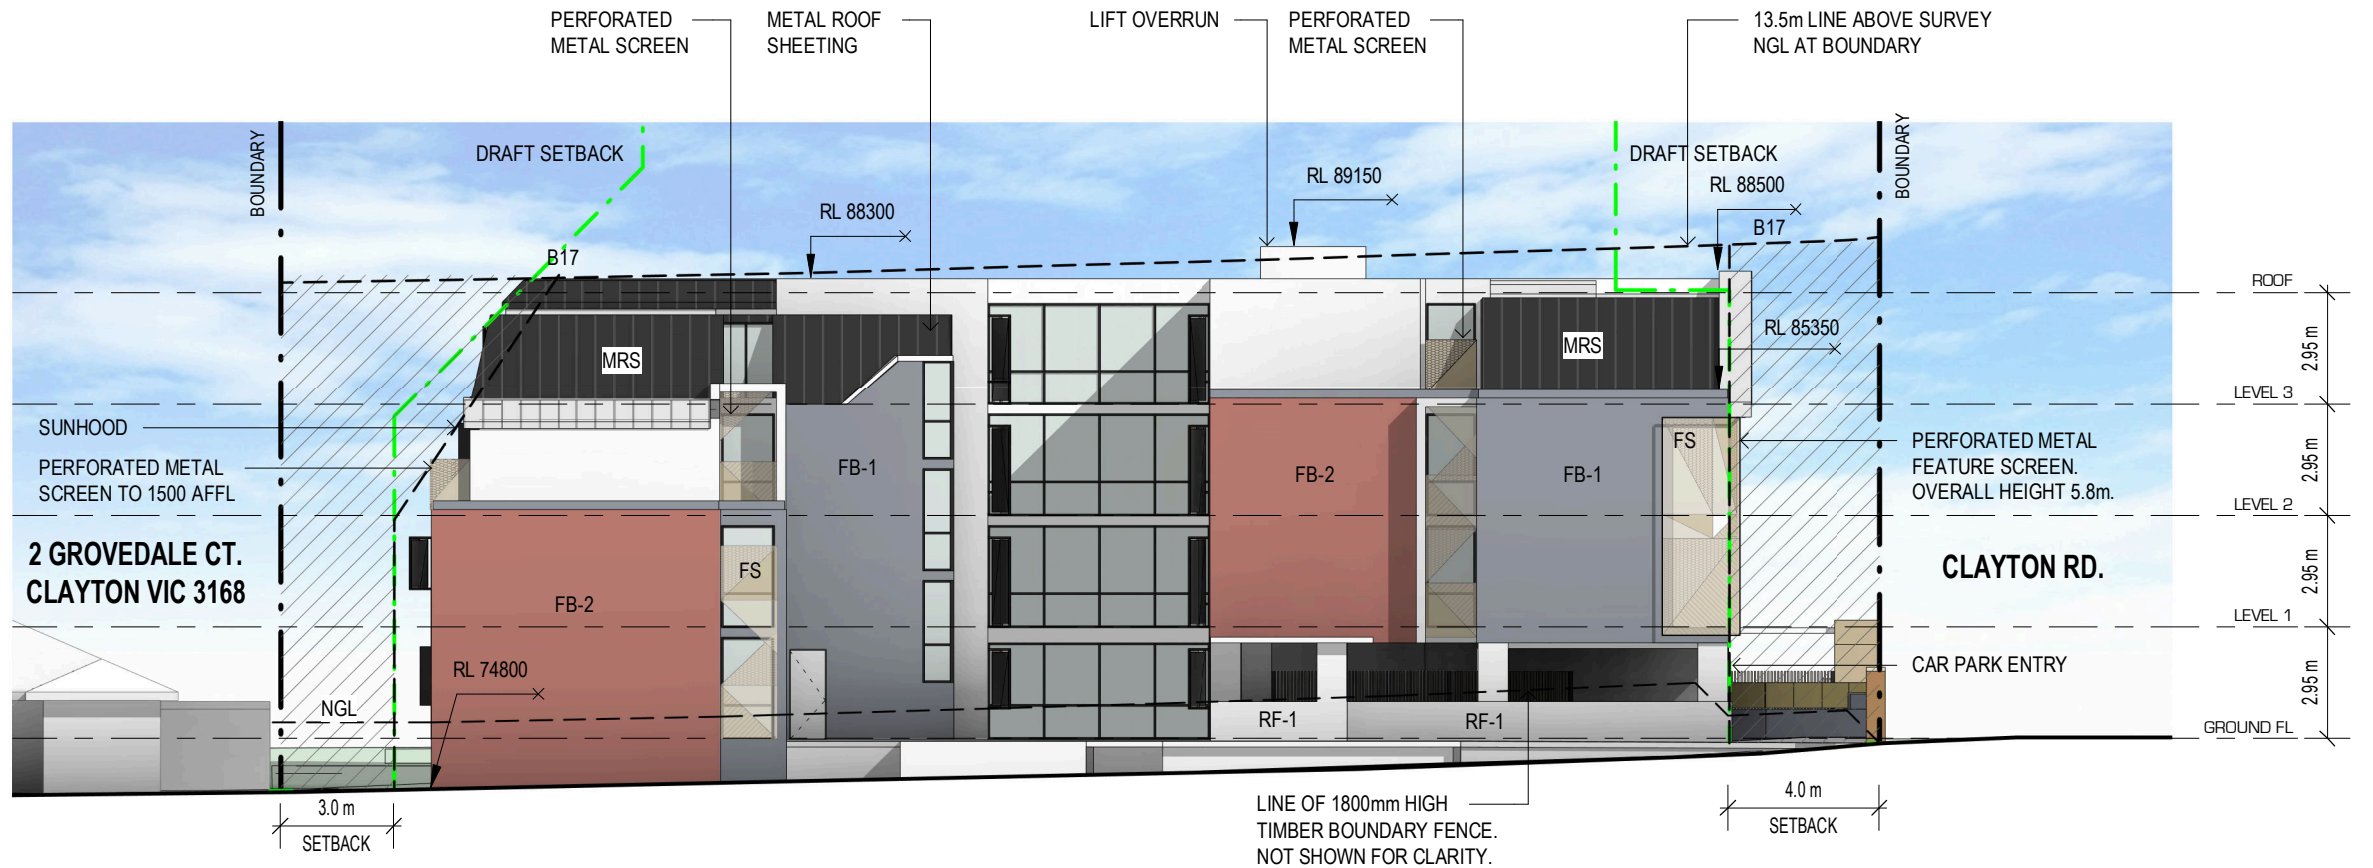 PERFORATED
METAL SCREEN
METAL ROOF
SHEETING
LIFT OVERRUN
PERFORATED
METAL SCREEN
13.5m LINE ABOVE SURVEY
NGL AT BOUNDARY
BOUNDARY
DRAFT SETBACK
RL 88300
RL 89150
DRAFT SETBACK
RL 88500
BOUNDARY
B17
B17
ROOF
RL 85350
MRS
MRS
2.95 m
LEVEL 3
SUNHOOD
PERFORATED METAL
SCREEN TO 1500 AFFL
FB-1
FB-2
FB-1
FS
PERFORATED METAL
FEATURE SCREEN.
OVERALL HEIGHT 5.8m.
2.95 m
LEVEL 2
2 GROVEDALE CT.
CLAYTON VIC 3168
FB-2
FS
CLAYTON RD.
2.95 m
LEVEL 1
RL 74800
NGL
RF-1
RF-1
CAR PARK ENTRY
2.95 m
GROUND FL
3.0 m
SETBACK
LINE OF 1800mm HIGH
TIMBER BOUNDARY FENCE.
NOT SHOWN FOR CLARITY.
4.0 m
SETBACK